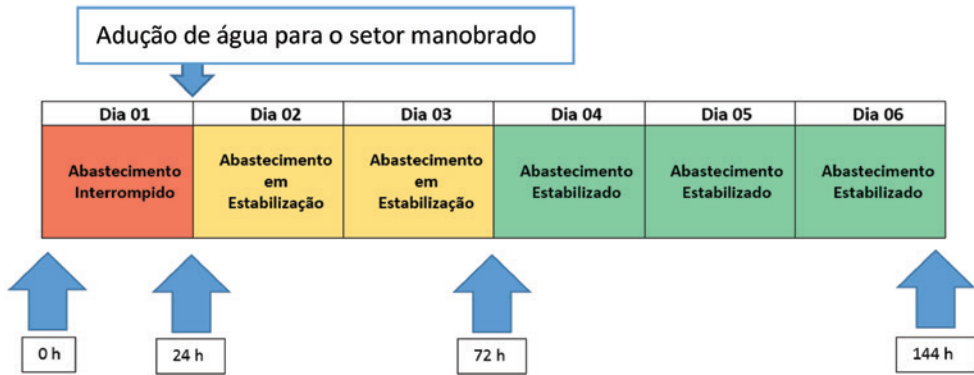 Adução de água para o setor manobrado
Dia 01 Dia 02 Dia 03 Dia 04 Dia 05 Dia 06
Abastecimento
Interrompido
Abastecimento
em
Estabilização
Abastecimento
em
Estabilização
Abastecimento
Estabilizado
Abastecimento
Estabilizado
Abastecimento
Estabilizado
0 h 24 h 72 h 144 h